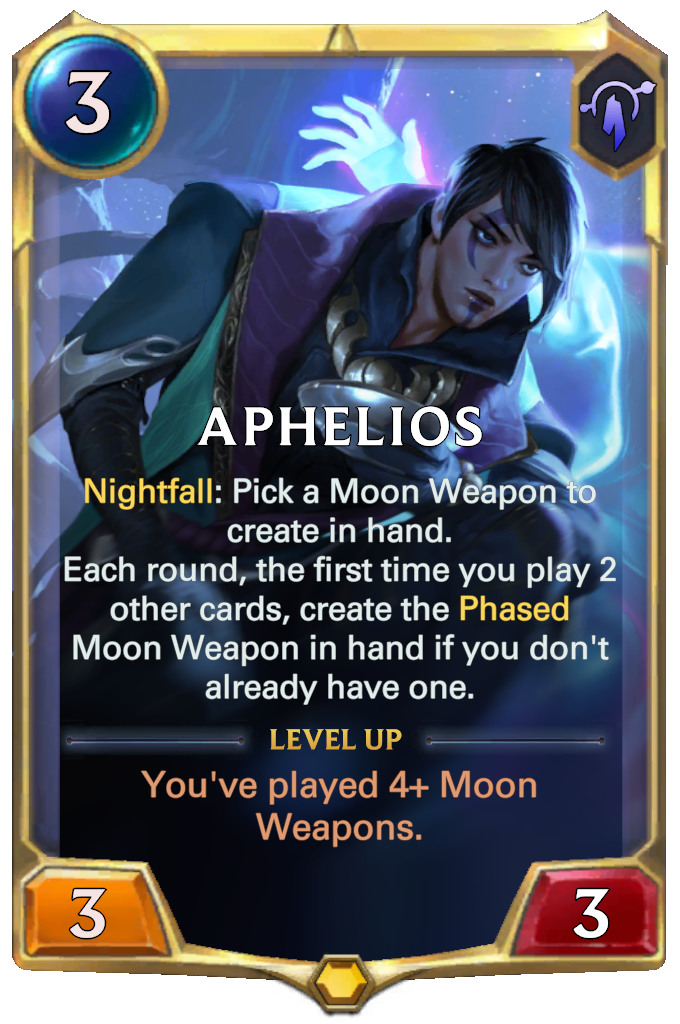 3
APHELIOS
Nightfall: Pick a Moon Weapon to
create in hand.
Each round, the first time you play 2
other cards, create the Phased
Moon Weapon in hand if you don't
already have one.
LEVEL UP
You've played 4+ Moon
Weapons.
3
3